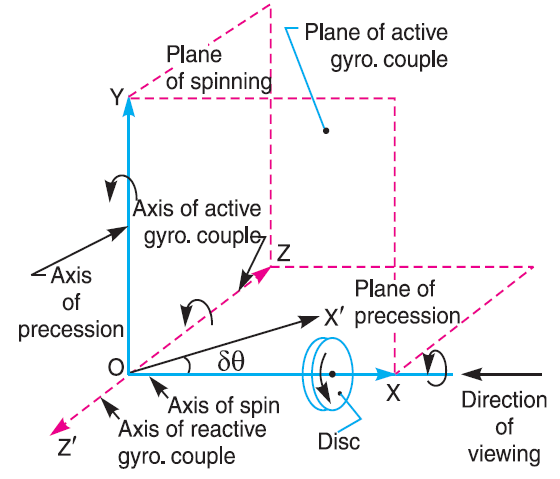 Plane of active
gyro. couple
Plane
of spinning
Y
Axis of active
gyro. couple
Z
Axis
of
precession
Plane of
precession
X′
O
δθ
X
Axis of spin
Direction
of
viewing
Axis of reactive
gyro. couple
Z′
Disc